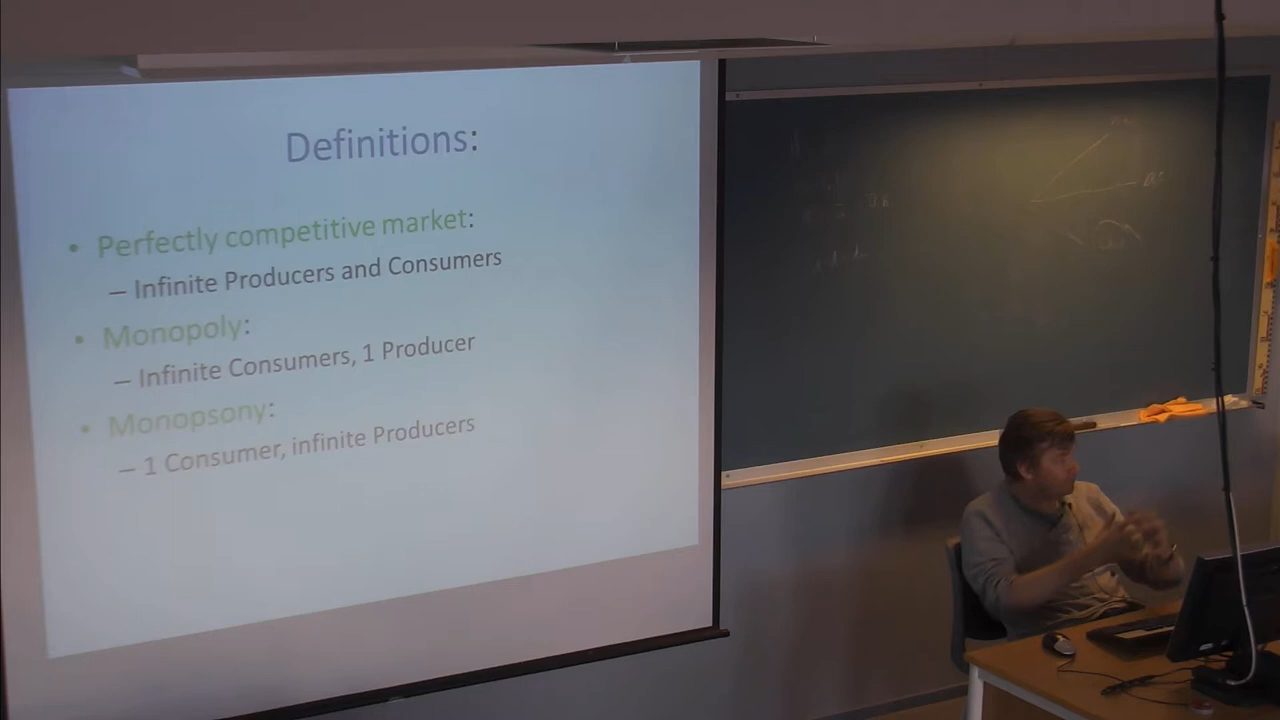 Definitions:
• Perfectly competitive market:
– Infinite Producers and Consumers
• Monopoly:
– Infinite Consumers, 1 Producer
• Monopsony:
– 1 Consumer, infinite Producers